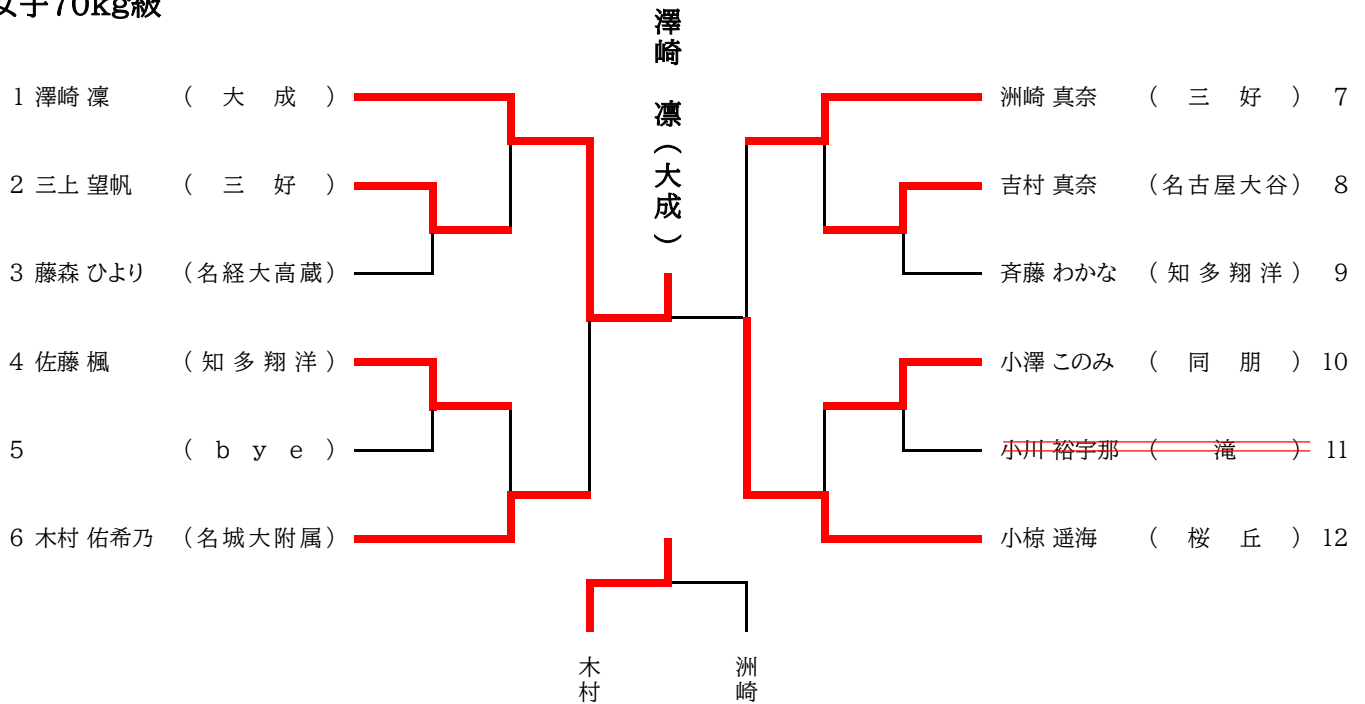 女子70kg級
澤崎 凛(大成)
1 澤崎 凜 (大成)
2 三上 望帆 (三好)
3 藤森 ひより (名経大高蔵)
4 佐藤 楓 (知多翔洋)
5 (bye)
6 木村 佑希乃 (名城大附属)
洲崎 真奈 (三好) 7
吉村 真奈 (名古屋大谷) 8
斉藤 わかな (知多翔洋) 9
小澤 このみ (同朋) 10
小川 裕宇那 (滝) 11
小椋 遥海 (桜丘) 12
木村
洲崎